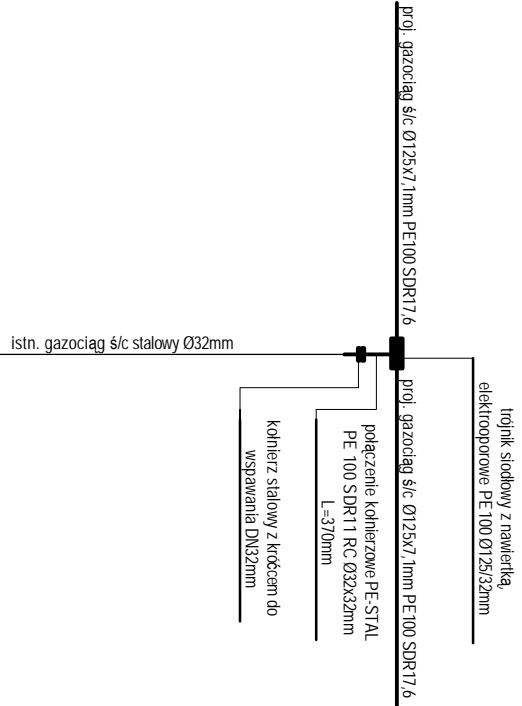 proj. gazociąg ś/c Ø125x7,1mm PE100 SDR17,6
trójnik siodłowy z nawiertką,
elektrooporowe PE100 Ø125/32mm
proj. gazociąg ś/c Ø125x7,1mm PE100 SDR17,6
połączenie kołnierzowe PE-STAL
PE 100 SDR11 RC Ø32x32mm
L=370mm
kołnierz stalowy z króćcem do
wspawania DN32mm
istn. gazociąg ś/c stalowy Ø32mm